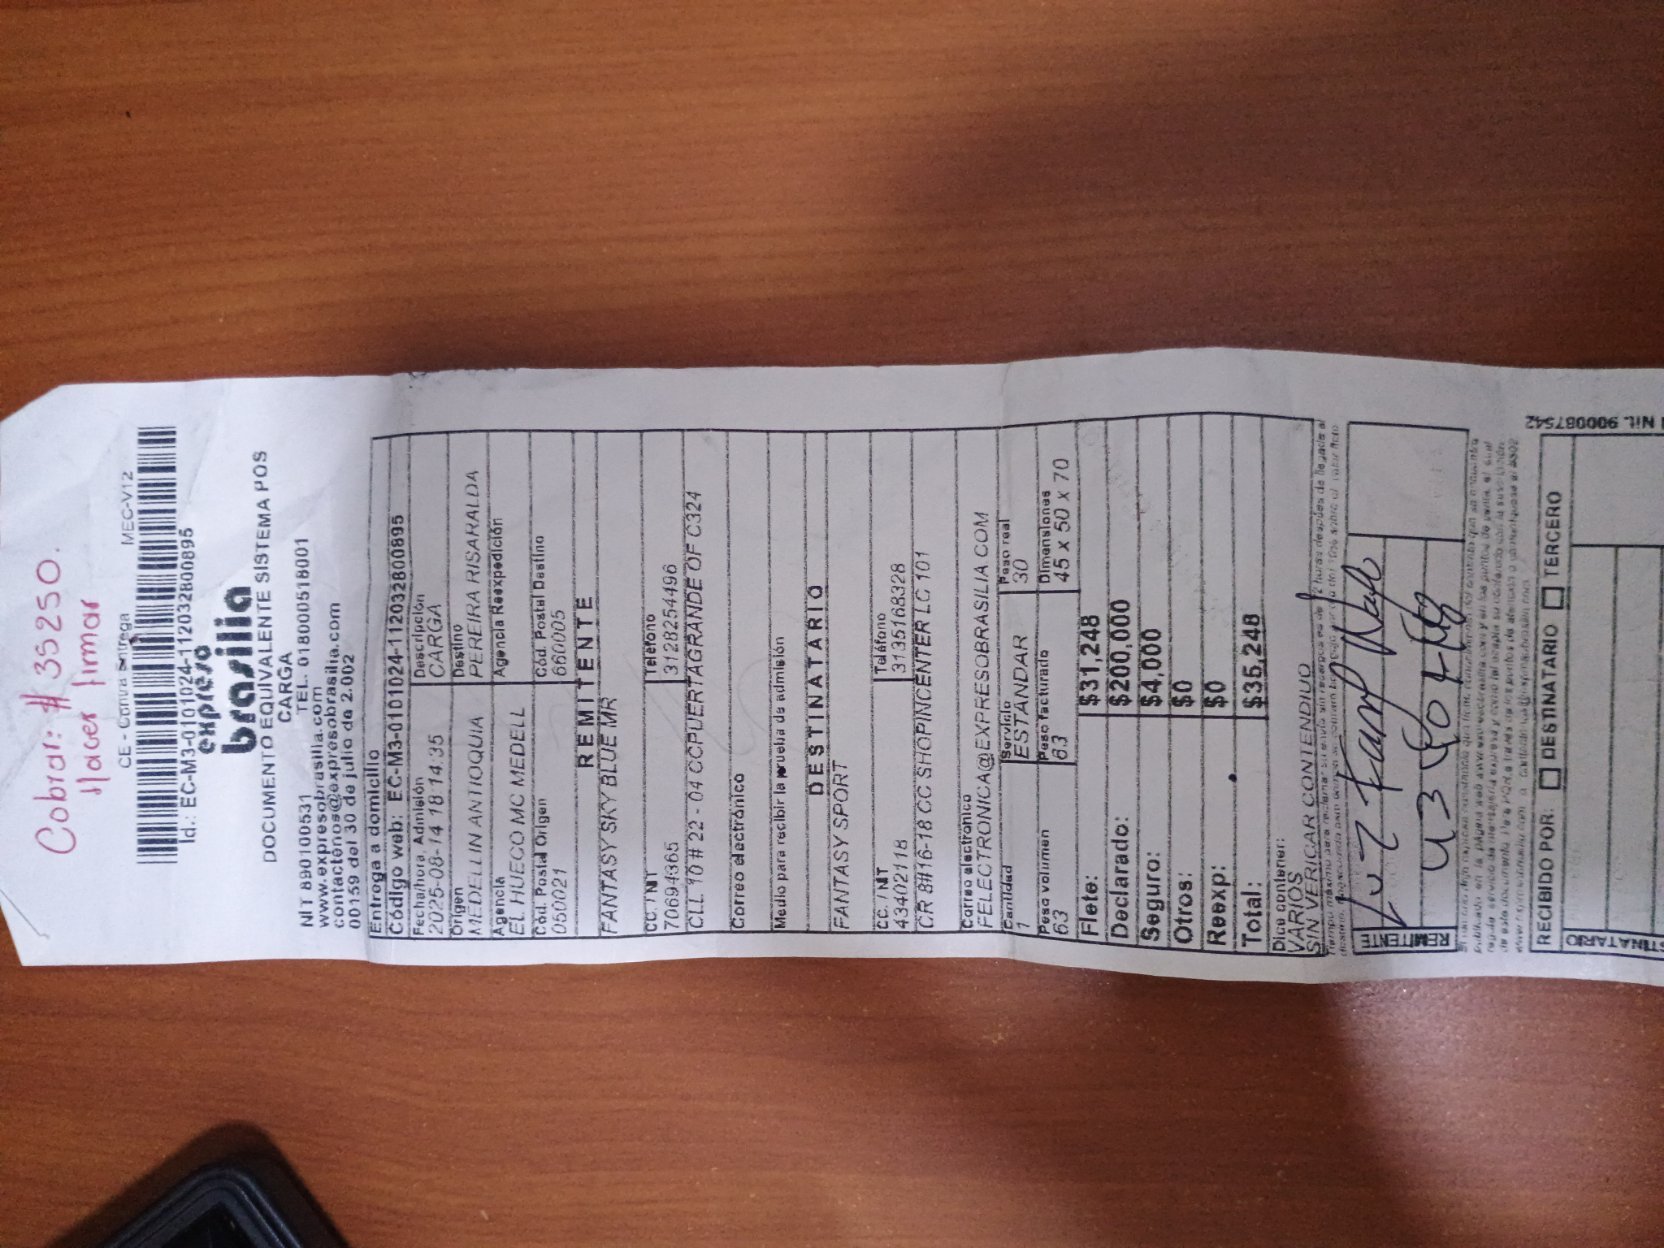 Cobrar: # 35250.
Hacer firmar
CE - Contra Entrega MEC-V12
Id.: EC-M3-0101024-1120328000895
expreso
brasilia
DOCUMENTO EQUIVALENTE SISTEMA POS
CARGA
NIT 890100531 TEL. 018000518001
www.expresobrasilia.com
contactenos@expresobrasilia.com
00159 del 30 de julio de 2.002
Entrega a domicilio
Código web: EC-M3-0101024-1120328000895
Fecha/hora, Admisión Descripción
2025-08-14 18:14:35 CARGA
Origen Destino
MEDELLIN ANTIOQUIA PEREIRA RISARALDA
Agencia Agencia Reexpedición
EL HUECO MC MEDELL
Cód. Postal Origen Cód. Postal Destino
050021 660005
REMITENTE
FANTASY SKY BLUE MR
CC / NIT Teléfono
70694365 3128254496
CLL 10 # 22 - 04 CCPUERTAGRANDE OF C324
Correo electrónico
Medio para recibir la prueba de admisión
DESTINATARIO
FANTASY SPORT
CC / NIT Teléfono
43402118 3135168328
CR 8#16-18 CC SHOPINCENTER LC 101
Correo electrónico
FELECTRONICA@EXPRESOBRASILIA.COM
Cantidad Servicio Peso real
1 ESTANDAR 30
Peso volumen Peso facturado Dimensiones
63 63 45 x 50 x 70
Flete: $31,248
Declarado: $200,000
Seguro: $4,000
Otros: $0
Reexp: $0
Total: $35,248
Dice contener:
VARIOS
SIN VERICAR CONTENDIUO
REMITENTE
Luz
REMITENTE
NIT. 900087542
RECIBIDO POR: DESTINATARIO TERCERO
STINATARIO